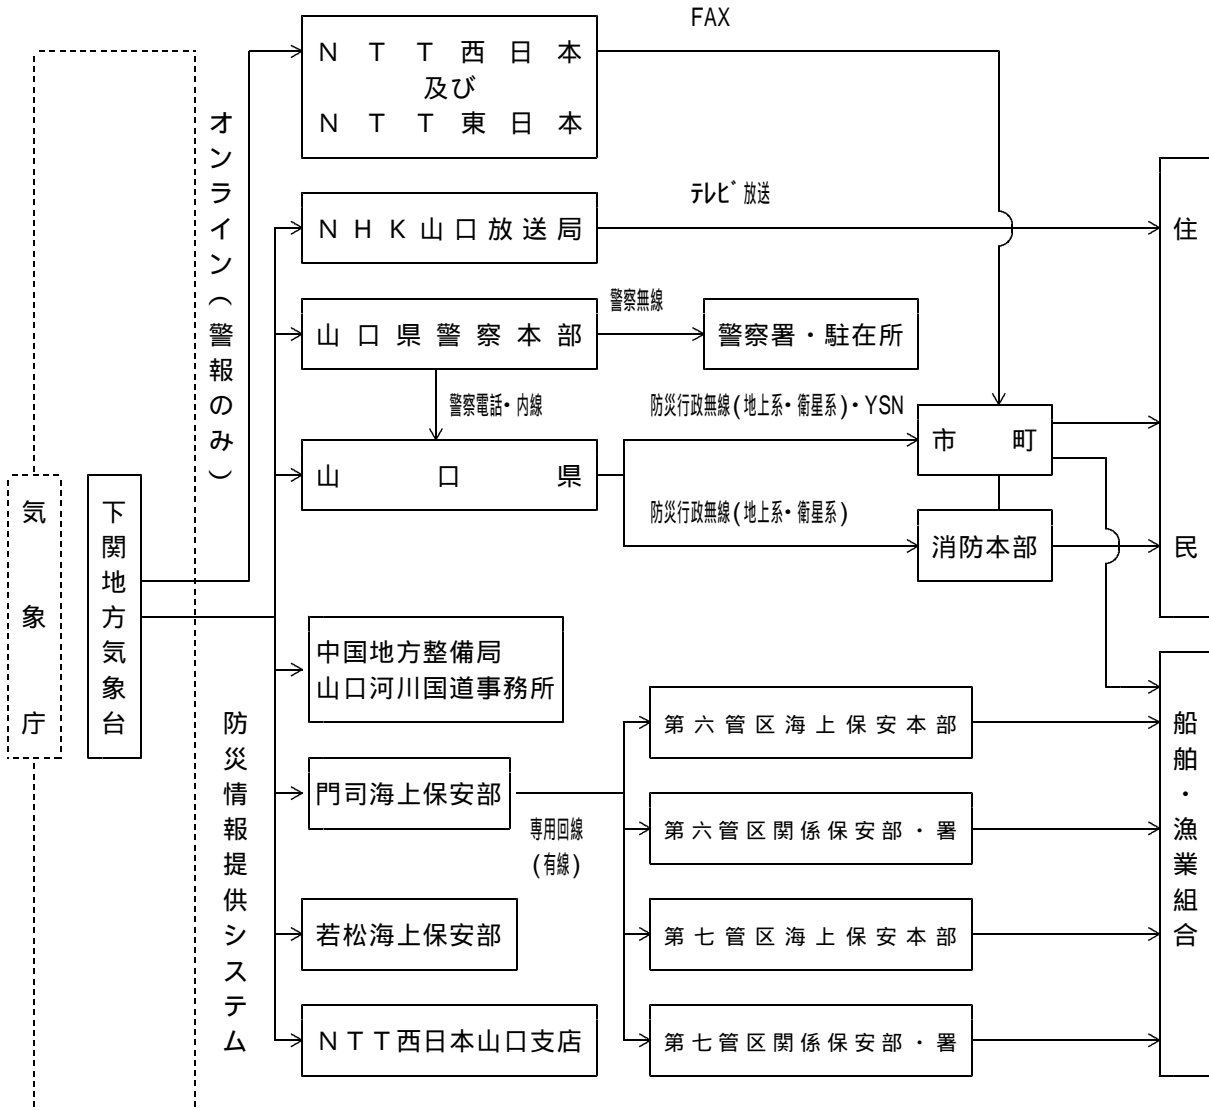 FAX
NTT西日本
及び
NTT東日本
オンライン(警報のみ)
テレビ放送
NHK山口放送局
住民
警察無線
山口県警察本部
警察署・駐在所
警察電話・内線
防災行政無線(地上系・衛星系)・YSN
市町
山口県
防災行政無線(地上系・衛星系)
消防本部
気象庁
下関地方気象台
中国地方整備局
山口河川国道事務所
防災情報提供システム
第六管区海上保安本部
船舶・漁業組合
門司海上保安部
専用回線
(有線)
第六管区関係保安部・署
若松海上保安部
第七管区海上保安本部
NTT西日本山口支店
第七管区関係保安部・署